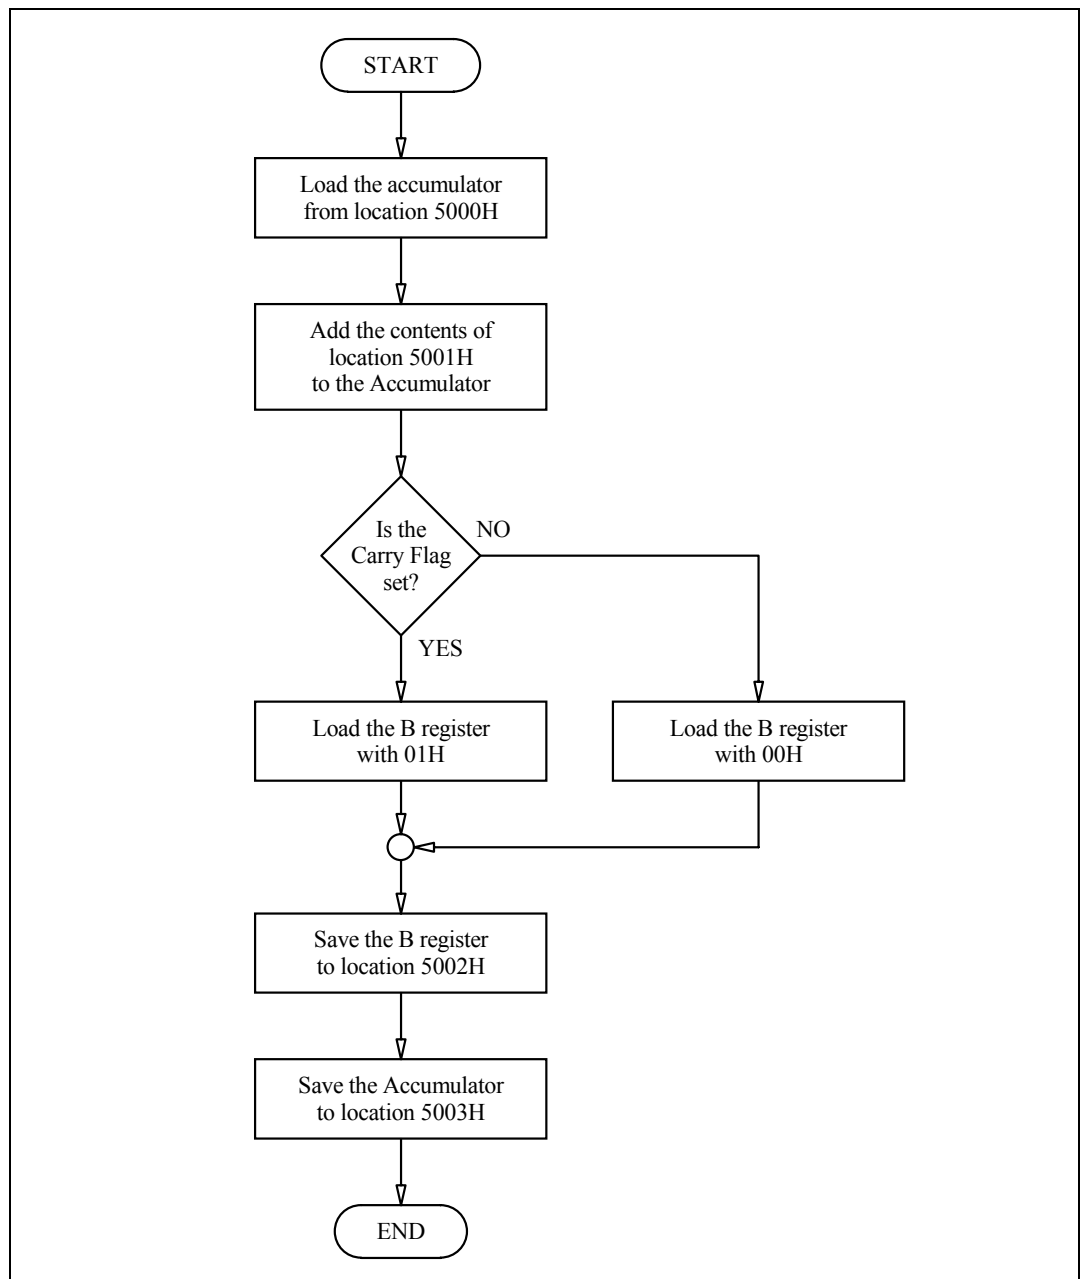 START
Load the accumulator
from location 5000H
Add the contents of
location 5001H
to the Accumulator
Is the
Carry Flag
set?
NO
YES
Load the B register
with 01H
Load the B register
with 00H
Save the B register
to location 5002H
Save the Accumulator
to location 5003H
END